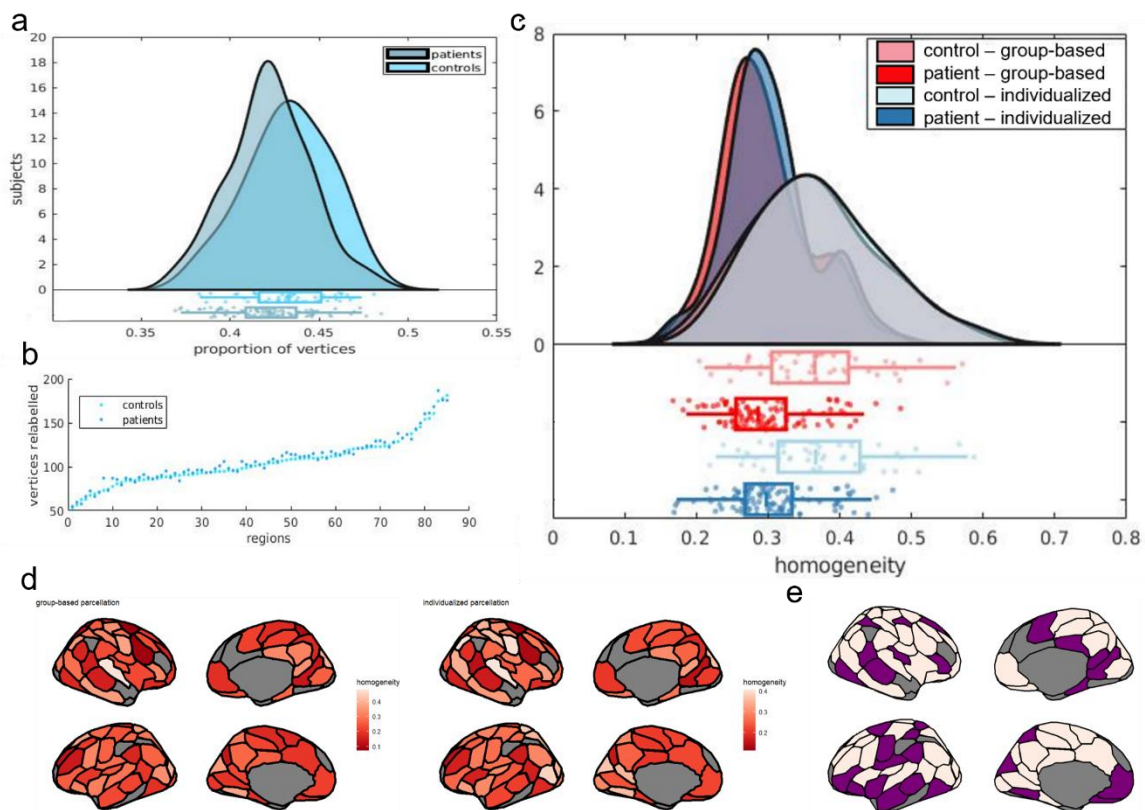 a
20
18
16
14
12
10
8
6
4
2
0
subjects
patients
controls
0.35
0.4
0.45
0.5
0.55
proportion of vertices
b
200
150
100
50
vertices relabelled
controls
patients
0
10
20
30
40
50
60
70
80
90
regions
c
8
6
4
2
0
control – group-based
patient – group-based
control – individualized
patient – individualized
0
0.1
0.2
0.3
0.4
0.5
0.6
0.7
0.8
homogeneity
d
group-based parcellation
homogeneity
0.4
0.3
0.2
0.1
individualized parcellation
homogeneity
0.4
0.3
0.2
e